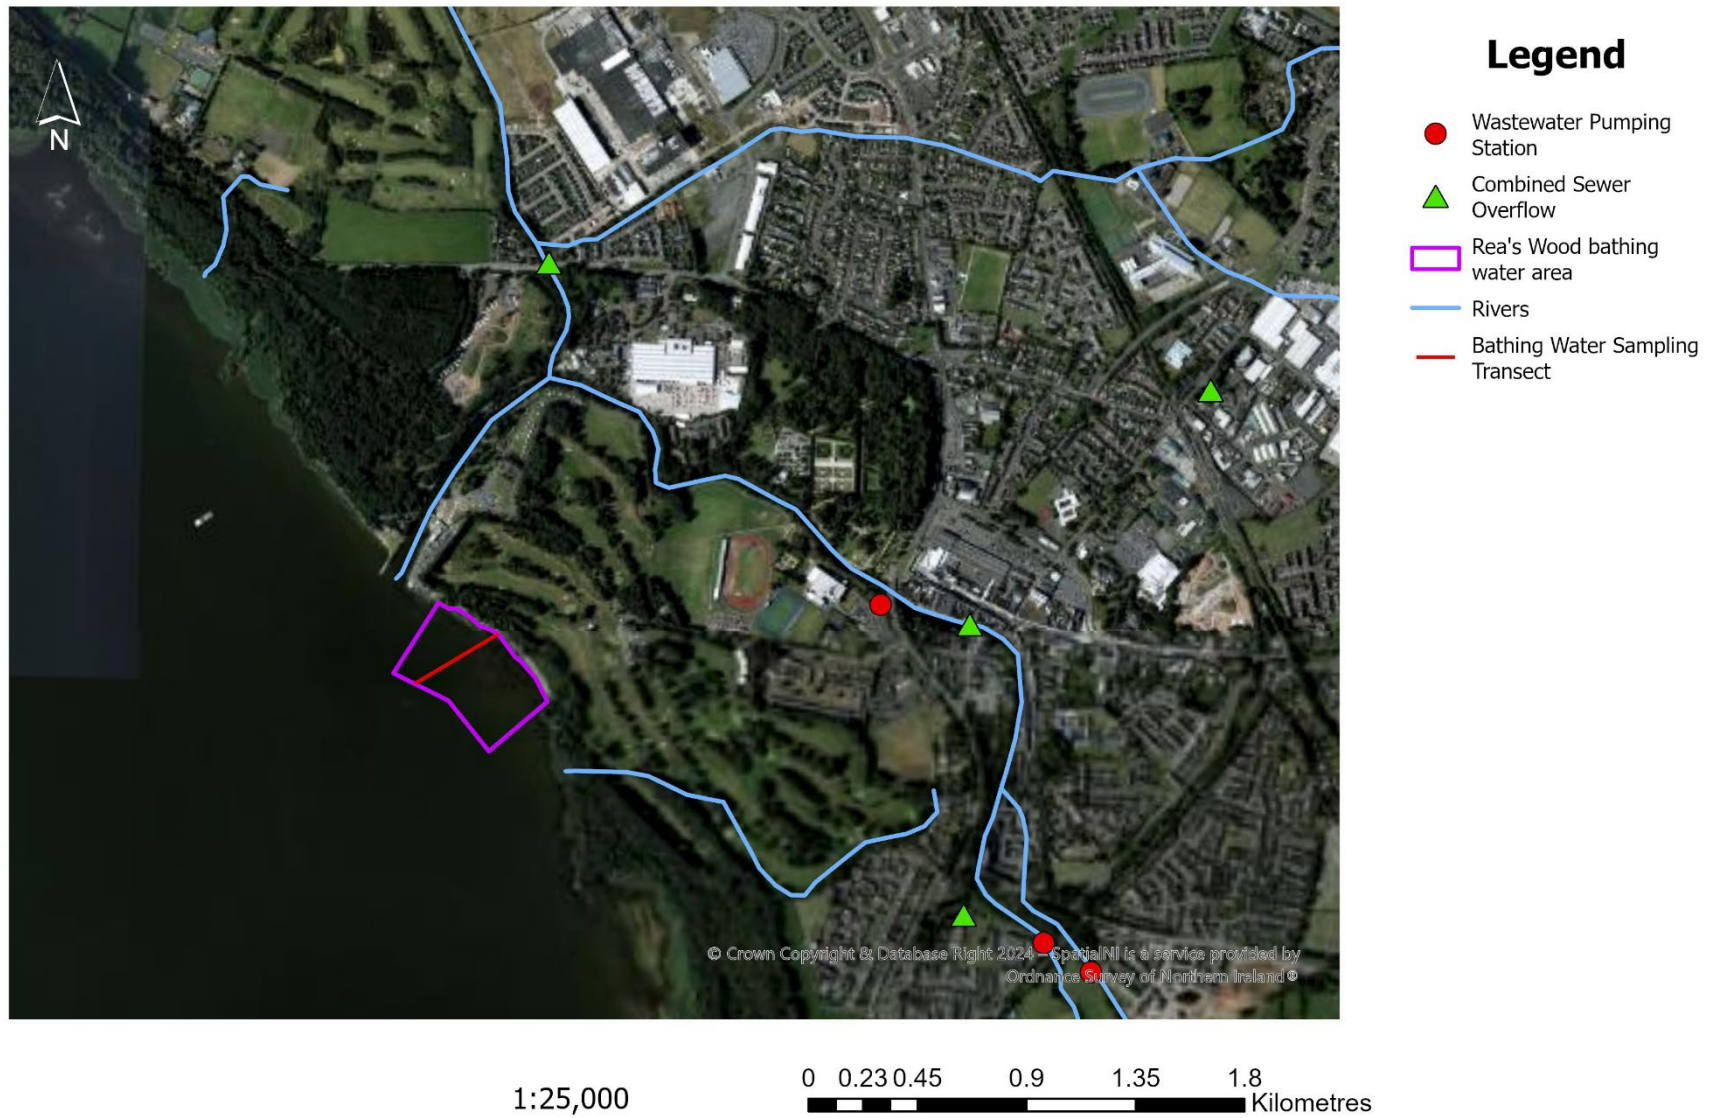 N
Legend
Wastewater Pumping
Station
Combined Sewer
Overflow
Rea's Wood bathing
water area
Rivers
Bathing Water Sampling
Transect
© Crown Copyright & Database Right 2024 – SpatialNI is a service provided by
Ordnance Survey of Northern Ireland®
1:25,000
0 0.23 0.45 0.9 1.35 1.8
Kilometres